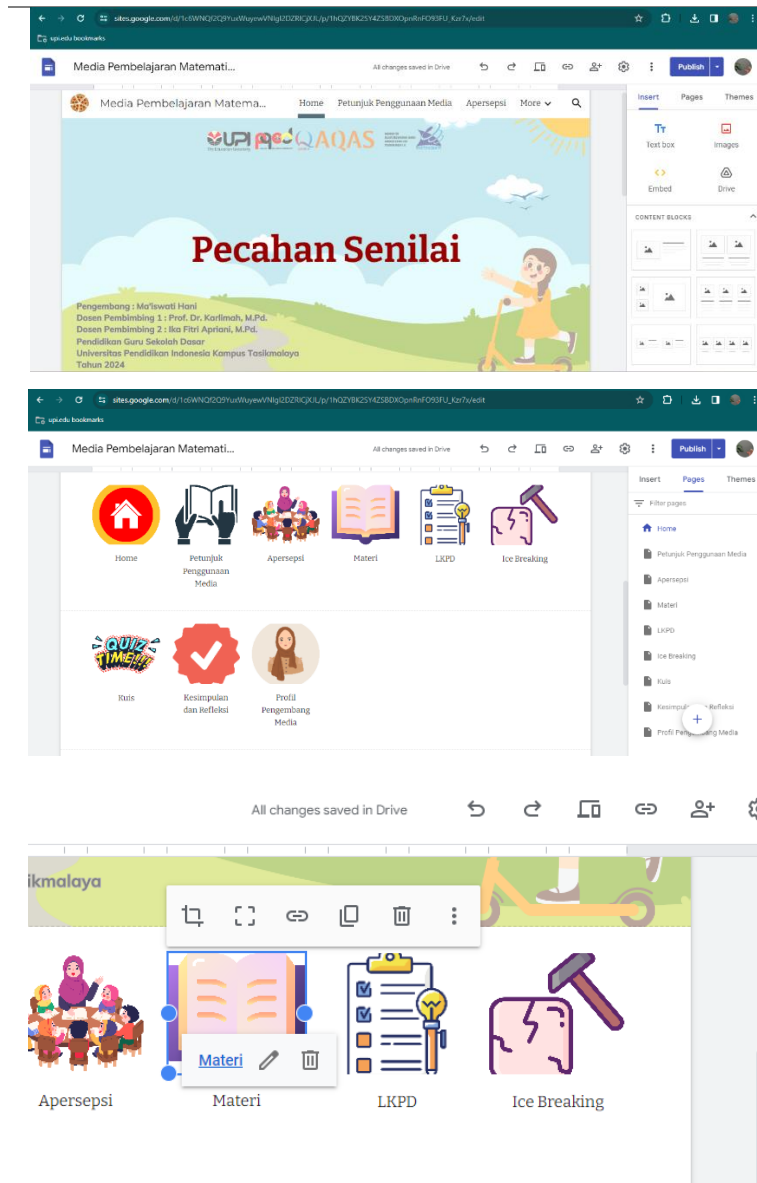 sites.google.com/d/1c6WNQf2Q9YuxWuyewVNIgI2DZRICjXJL/p/1hQZYBK2SY4ZSBDXOpnRnFO93FU_Kzr7x/edit
upi.edu bookmarks
Media Pembelajaran Matemati...
All changes saved in Drive
Publish
Media Pembelajaran Matema...
Home
Petunjuk Penggunaan Media
Apersepsi
More
Insert
Pages
Themes
UPI
QAQAS
Text box
Images
Embed
Drive
CONTENT BLOCKS
Pecahan Senilai
Pengembang : Ma'iswati Hani
Dosen Pembimbing 1 : Prof. Dr. Karlimah, M.Pd.
Dosen Pembimbing 2 : Ika Fitri Apriani, M.Pd.
Pendidikan Guru Sekolah Dasar
Universitas Pendidikan Indonesia Kampus Tasikmalaya
Tahun 2024
sites.google.com/d/1c6WNQf2Q9YuxWuyewVNIgI2DZRICjXJL/p/1hQZYBK2SY4ZSBDXOpnRnFO93FU_Kzr7x/edit
upi.edu bookmarks
Media Pembelajaran Matemati...
All changes saved in Drive
Publish
Insert
Pages
Themes
Filter pages
Home
Petunjuk Penggunaan Media
Apersepsi
Materi
LKPD
Ice Breaking
Kuis
Kesimpulan dan Refleksi
Profil Pengembang Media
Home
Petunjuk
Penggunaan
Media
Apersepsi
Materi
LKPD
Ice Breaking
QUIZ
TIME!!!
Kuis
Kesimpulan
dan Refleksi
Profil
Pengembang
Media
All changes saved in Drive
ikmalaya
Materi
Apersepsi
Materi
LKPD
Ice Breaking